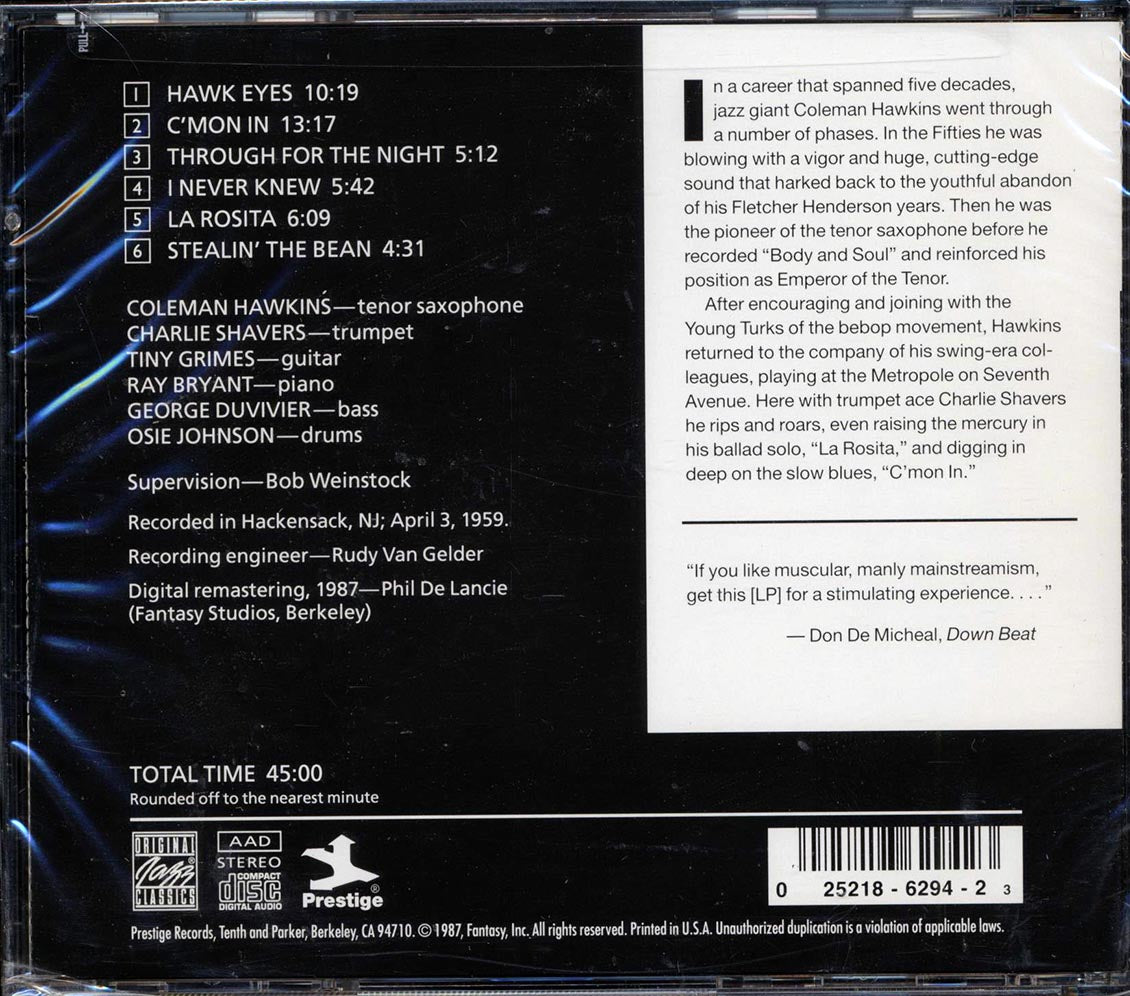 PULL→
1 HAWK EYES 10:19
2 C'MON IN 13:17
3 THROUGH FOR THE NIGHT 5:12
4 I NEVER KNEW 5:42
5 LA ROSITA 6:09
6 STEALIN' THE BEAN 4:31
COLEMAN HAWKINS—tenor saxophone
CHARLIE SHAVERS—trumpet
TINY GRIMES—guitar
RAY BRYANT—piano
GEORGE DUVIVIER—bass
OSIE JOHNSON—drums
Supervision—Bob Weinstock
Recorded in Hackensack, NJ; April 3, 1959.
Recording engineer—Rudy Van Gelder
Digital remastering, 1987—Phil De Lancie
(Fantasy Studios, Berkeley)
In a career that spanned five decades,
jazz giant Coleman Hawkins went through
a number of phases. In the Fifties he was
blowing with a vigor and huge, cutting-edge
sound that harked back to the youthful abandon
of his Fletcher Henderson years. Then he was
the pioneer of the tenor saxophone before he
recorded “Body and Soul” and reinforced his
position as Emperor of the Tenor.
After encouraging and joining with the
Young Turks of the bebop movement, Hawkins
returned to the company of his swing-era col-
leagues, playing at the Metropole on Seventh
Avenue. Here with trumpet ace Charlie Shavers
he rips and roars, even raising the mercury in
his ballad solo, “La Rosita,” and digging in
deep on the slow blues, “C'mon In.”
“If you like muscular, manly mainstreamism,
get this [LP] for a stimulating experience. . . .”
— Don De Micheal, Down Beat
TOTAL TIME 45:00
Rounded off to the nearest minute
ORIGINAL
Jazz®
CLASSICS
AAD
STEREO
COMPACT
disc
DIGITAL AUDIO
Prestige®
0 25218-6294-2 3
Prestige Records, Tenth and Parker, Berkeley, CA 94710. © 1987, Fantasy, Inc. All rights reserved. Printed in U.S.A. Unauthorized duplication is a violation of applicable laws.